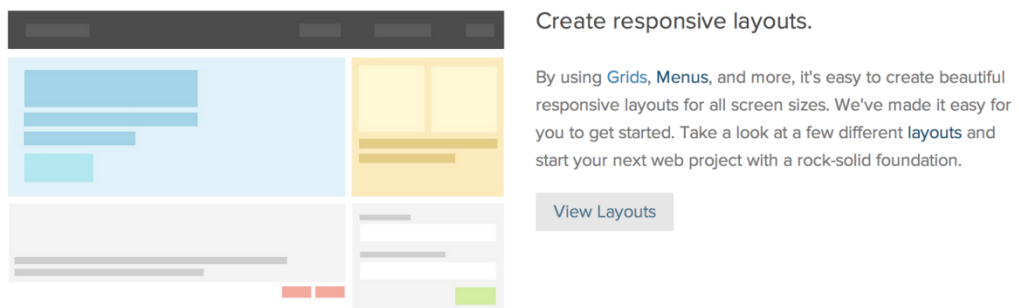 Create responsive layouts.
By using Grids, Menus, and more, it's easy to create beautiful
responsive layouts for all screen sizes. We've made it easy for
you to get started. Take a look at a few different layouts and
start your next web project with a rock-solid foundation.
View Layouts